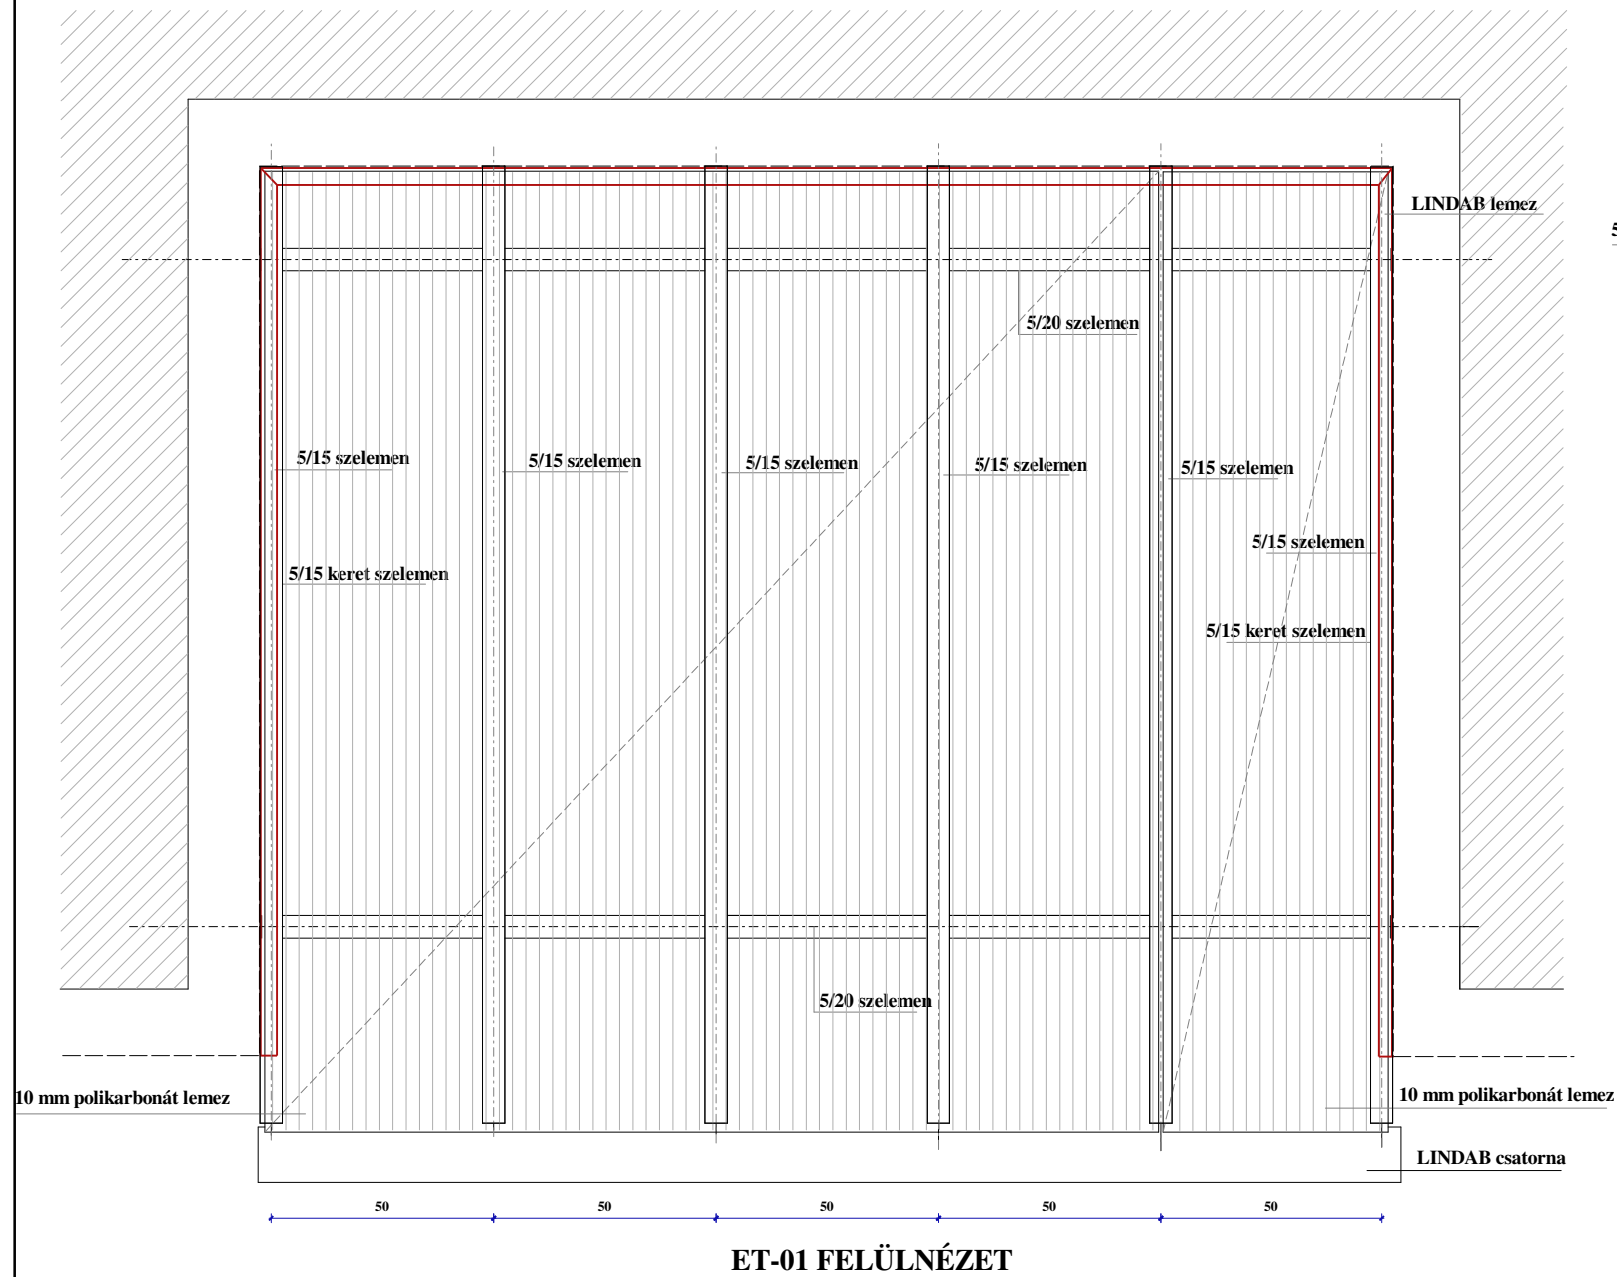 LINDAB lemez
5/20 szelemen
5/15 szelemen
5/15 szelemen
5/15 szelemen
5/15 szelemen
5/15 szelemen
5/15 szelemen
5/15 keret szelemen
5/15 keret szelemen
5/20 szelemen
10 mm polikarbonát lemez
10 mm polikarbonát lemez
LINDAB csatorna
50 50 50 50 50
ET-01 FELÜLNÉZET